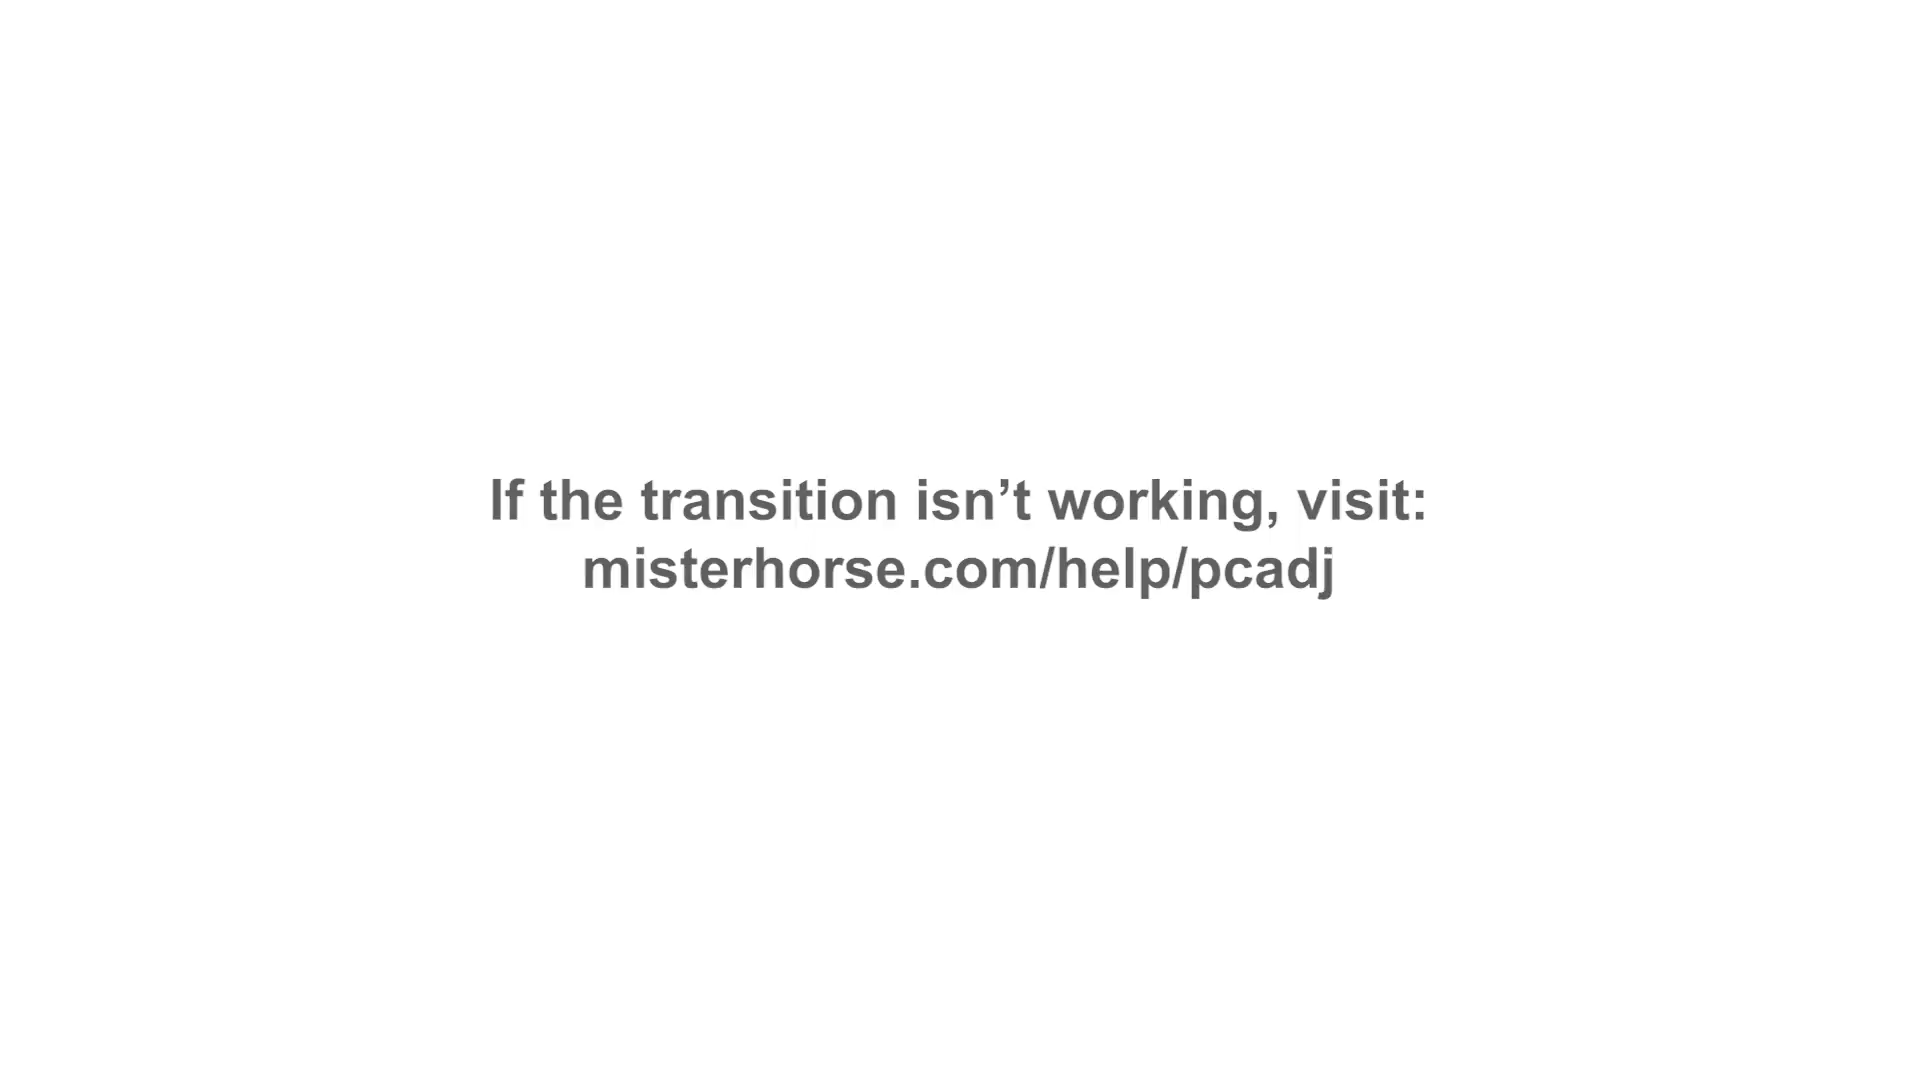 If the transition isn’t working, visit:
misterhorse.com/help/pcadj